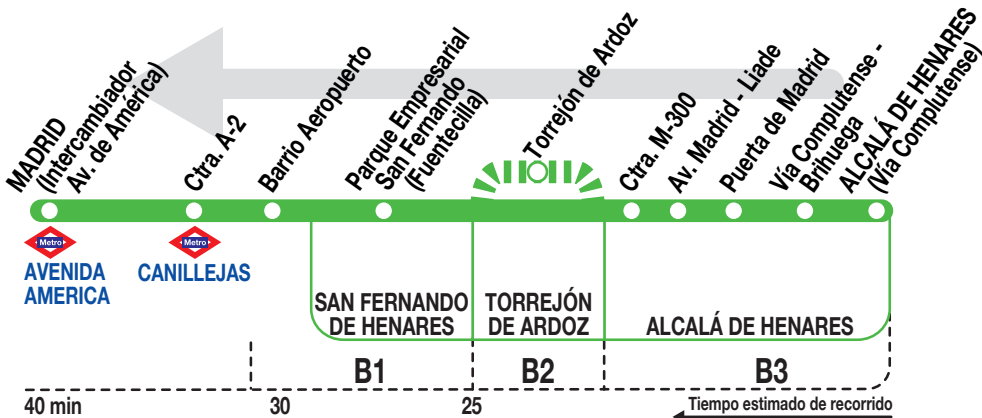 MADRID
(Intercambiador
Av. de América)
Ctra. A-2
Barrio Aeropuerto
Parque Empresarial
San Fernando
(Fuentecilla)
Torrejón de Ardoz
Ctra. M-300
Av. Madrid - Liade
Puerta de Madrid
Vía Complutense -
Brihuega
ALCALÁ DE HENARES
(Vía Complutense)
Metro
AVENIDA
AMERICA
Metro
CANILLEJAS
SAN FERNANDO
DE HENARES
TORREJÓN
DE ARDOZ
ALCALÁ DE HENARES
B1
B2
B3
40 min
30
25
Tiempo estimado de recorrido